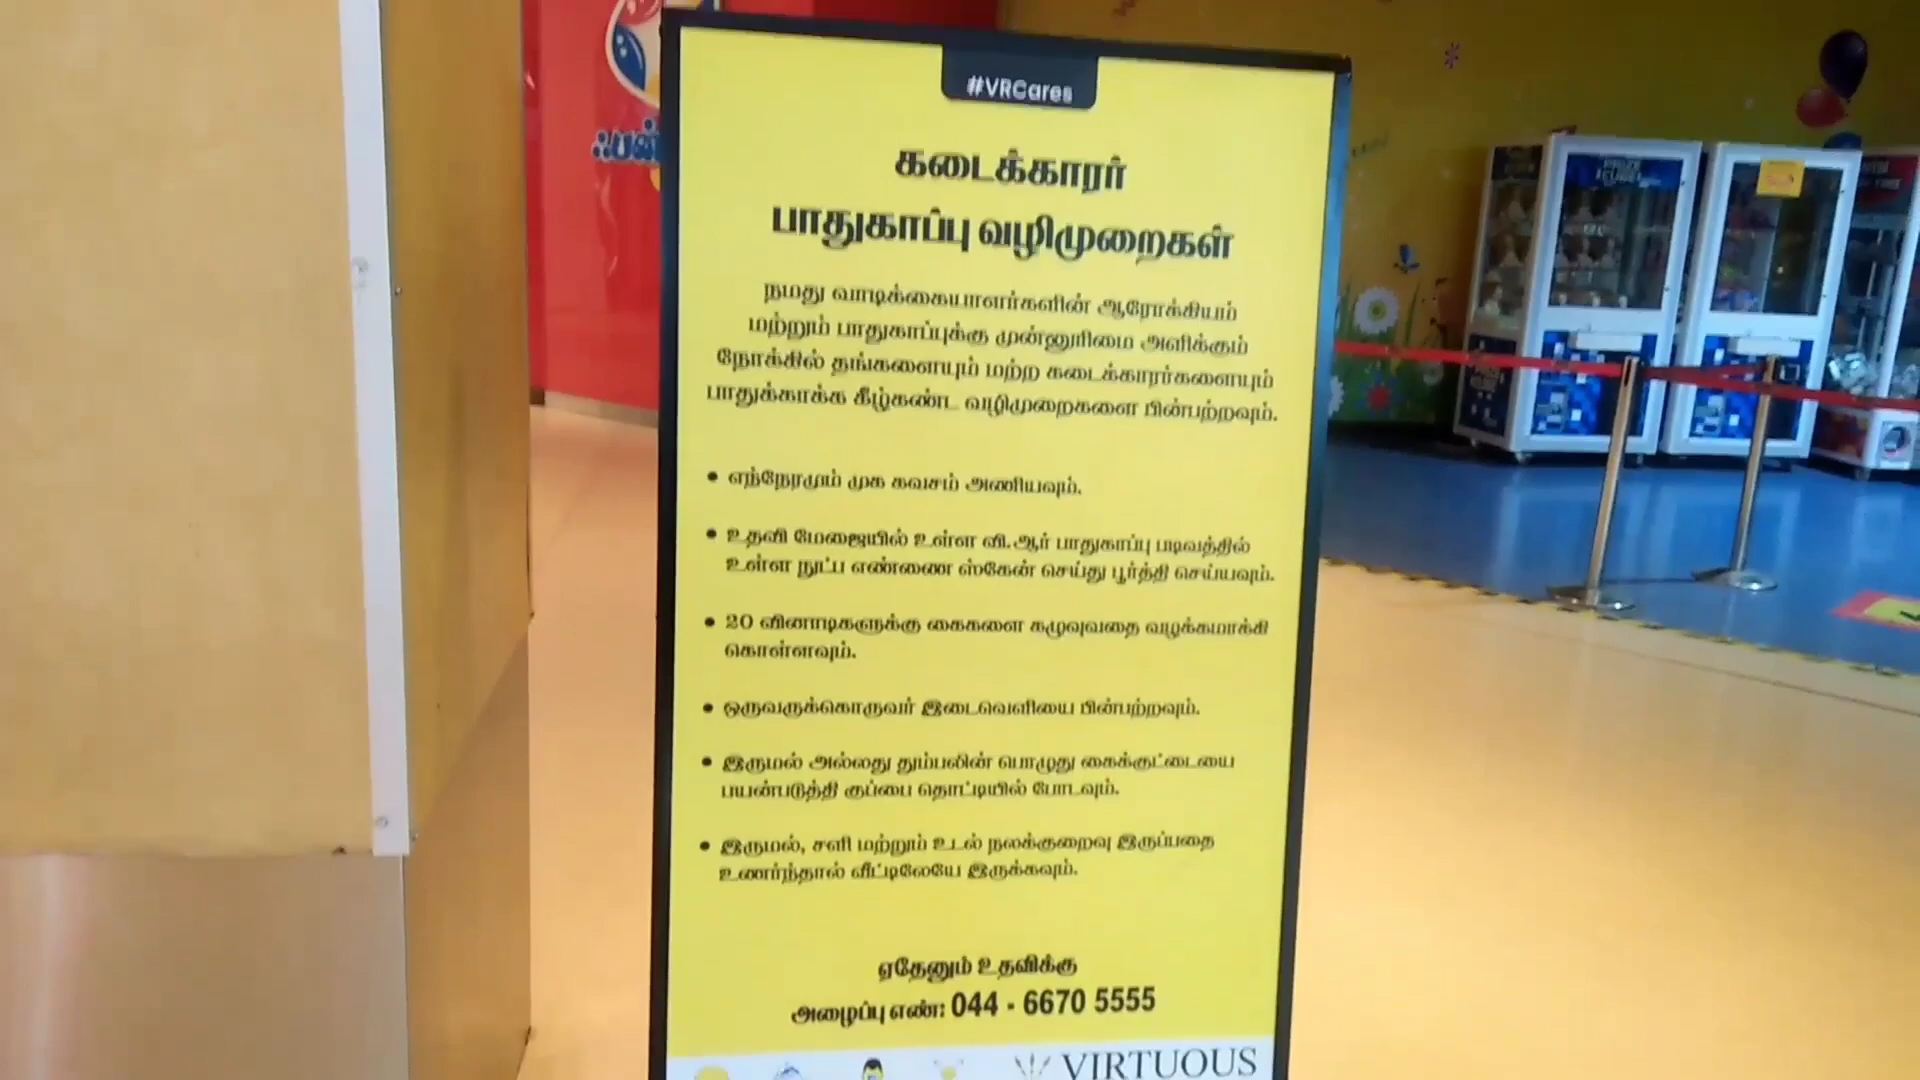 #VRCares
ஃபன்
கடைக்காரர்
பாதுகாப்பு வழிமுறைகள்
நமது வாடிக்கையாளர்களின் ஆரோக்கியம்
மற்றும் பாதுகாப்புக்கு முன்னுரிமை அளிக்கும்
நோக்கில் தங்களையும் மற்ற கடைக்காரர்களையும்
பாதுக்காக்க கீழ்கண்ட வழிமுறைகளை பின்பற்றவும்.
• எந்நேரமும் முக கவசம் அணியவும்.
• உதவி மேஜையில் உள்ள வி.ஆர் பாதுகாப்பு படிவத்தில்
உள்ள நுட்ப எண்ணை ஸ்கேன் செய்து பூர்த்தி செய்யவும்.
• 20 வினாடிகளுக்கு கைகளை கழுவுவதை வழக்கமாக்கி
கொள்ளவும்.
• ஒருவருக்கொருவர் இடைவெளியை பின்பற்றவும்.
• இருமல் அல்லது தும்பலின் பொழுது கைக்குட்டையை
பயன்படுத்தி குப்பை தொட்டியில் போடவும்.
• இருமல், சளி மற்றும் உடல் நலக்குறைவு இருப்பதை
உணர்ந்தால் வீட்டிலேயே இருக்கவும்.
ஏதேனும் உதவிக்கு
அழைப்பு எண்: 044 - 6670 5555
VIRTUOUS
PRIZE
CUBE